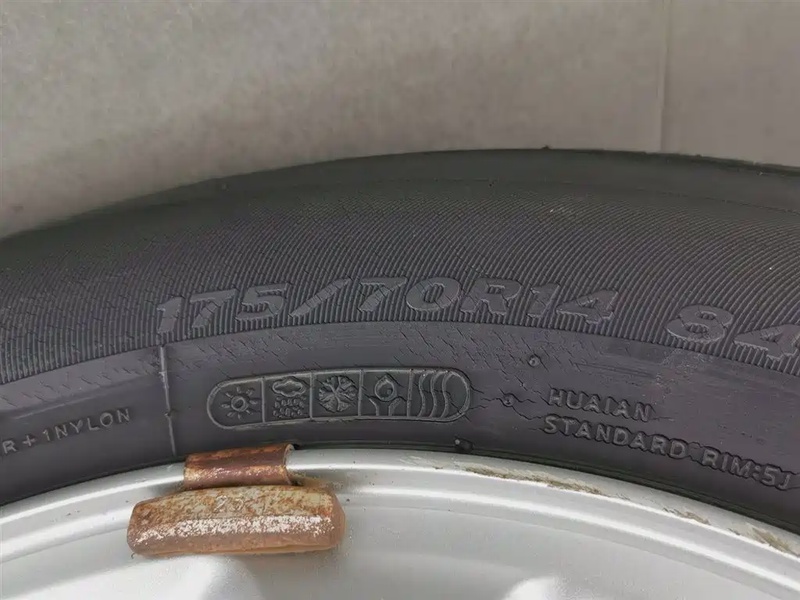 175/70R14 84
R + 1NYLON
HUAIAN
STANDARD RIM:5J